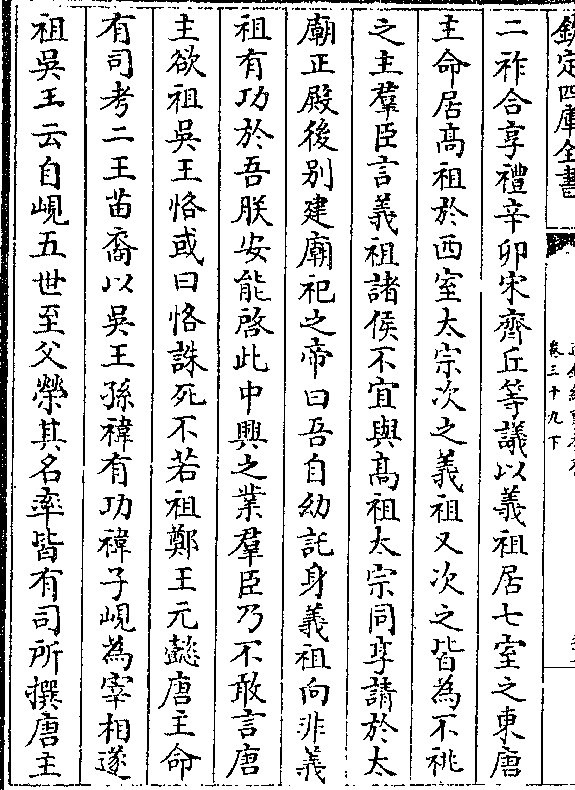 欽定四庫全書
卷三十九下
二祚合享禮辛卯宋齊丘等議以義祖居七室之東唐
主命居高祖於西室太宗次之義祖又次之皆為不祧
之主羣臣言義祖諸侯不宜與高祖太宗同享請於太
廟正殿後别建廟祀之帝曰吾自幼託身義祖向非義
祖有功於吾朕安能啓此中興之業羣臣乃不敢言唐
主欲祖吳王恪或曰恪誅死不若祖鄭王元懿唐主命
有司考二王苗裔以吳王孫禕有功禕子峴為宰相遂
祖吳王云自峴五世至父榮其名率皆有司所撰唐主